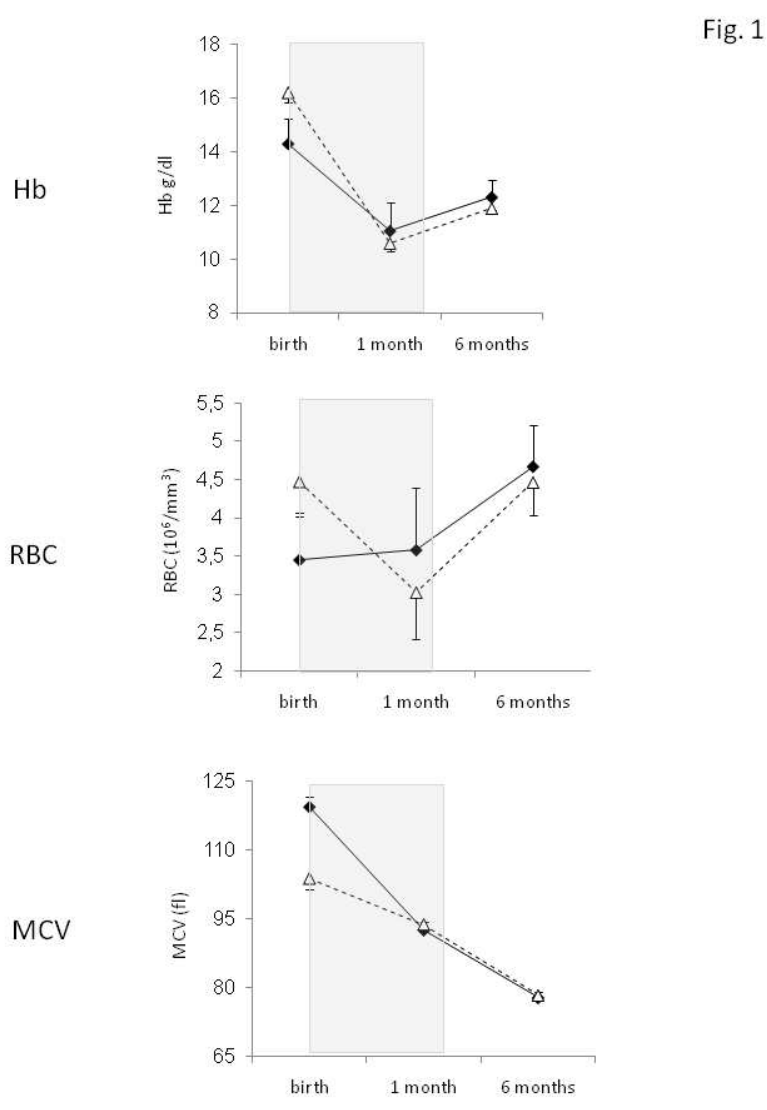 Fig. 1
Hb
Hb g/dl
18
16
14
12
10
8
birth 1 month 6 months
RBC
RBC (10⁶/mm³)
5,5
5
4,5
4
3,5
3
2,5
2
birth 1 month 6 months
MCV
MCV (fl)
125
110
95
80
65
birth 1 month 6 months